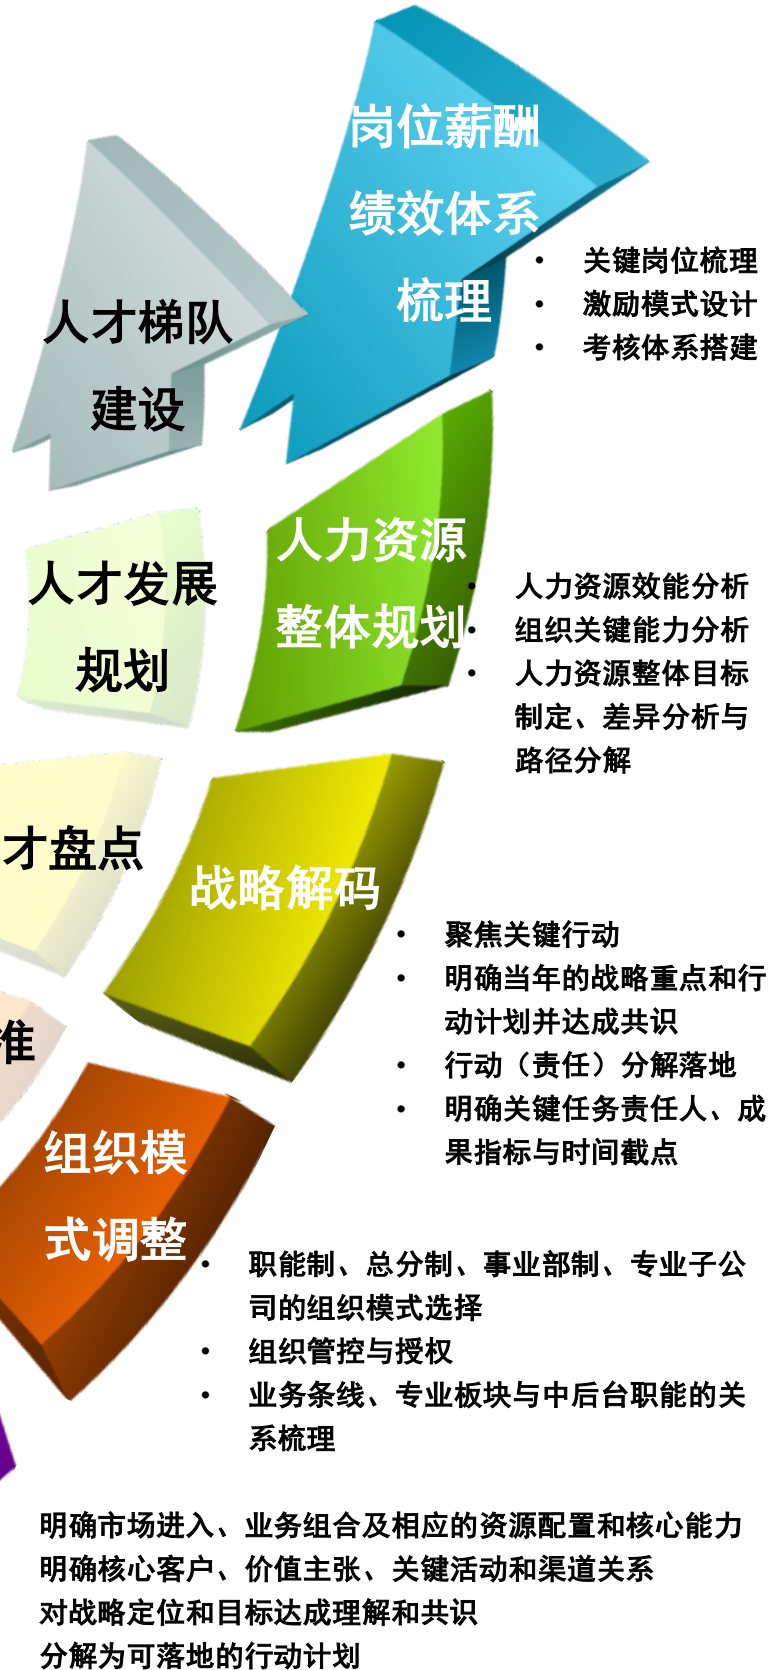 岗位薪酬
绩效体系
梳理
• 关键岗位梳理
• 激励模式设计
• 考核体系搭建
人才梯队
建设
人力资源
整体规划
• 人力资源效能分析
• 组织关键能力分析
• 人力资源整体目标
制定、差异分析与
路径分解
人才发展
规划
战略解码
• 聚焦关键行动
• 明确当年的战略重点和行
动计划并达成共识
• 行动（责任）分解落地
• 明确关键任务责任人、成
果指标与时间截点
才盘点
准
组织模
式调整
• 职能制、总分制、事业部制、专业子公
司的组织模式选择
• 组织管控与授权
• 业务条线、专业板块与中后台职能的关
系梳理
明确市场进入、业务组合及相应的资源配置和核心能力
明确核心客户、价值主张、关键活动和渠道关系
对战略定位和目标达成理解和共识
分解为可落地的行动计划